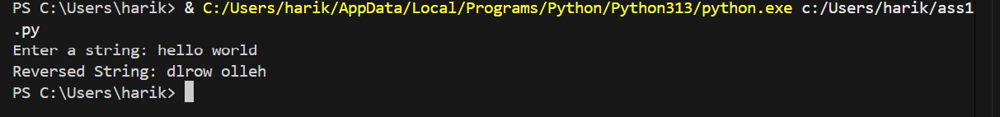 PS C:\Users\harik> & C:/Users/harik/AppData/Local/Programs/Python/Python313/python.exe c:/Users/harik/ass1
.py
Enter a string: hello world
Reversed String: dlrow olleh
PS C:\Users\harik>